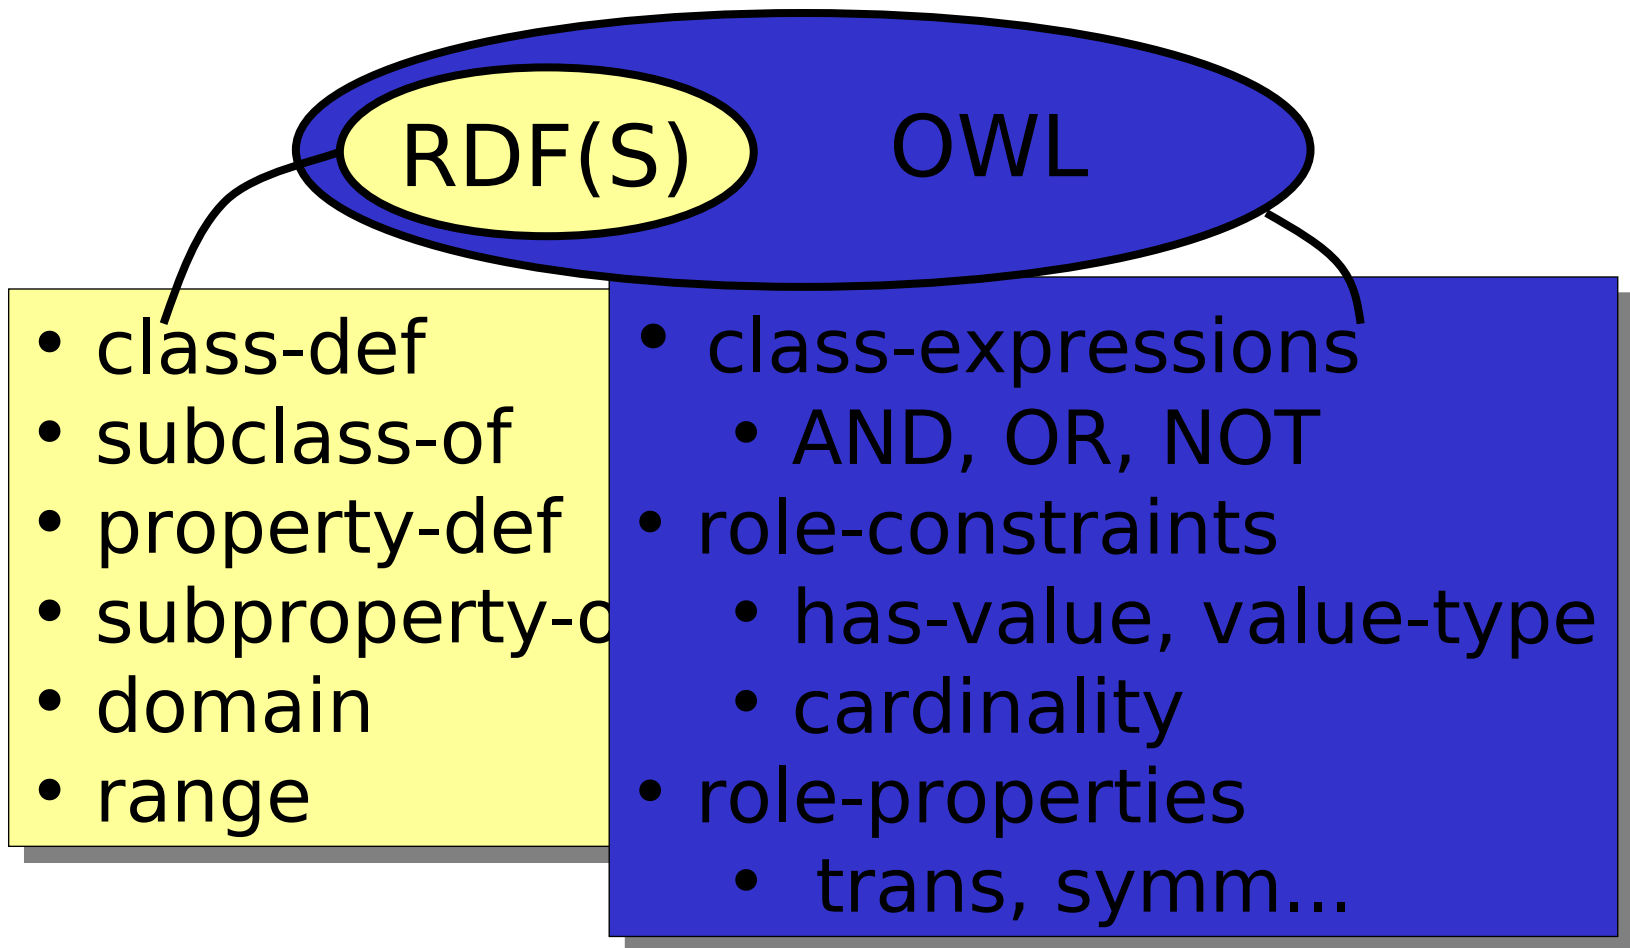 RDF(S)
OWL
• class-def
• subclass-of
• property-def
• subproperty-o
• domain
• range
• class-expressions
• AND, OR, NOT
• role-constraints
• has-value, value-type
• cardinality
• role-properties
• trans, symm...